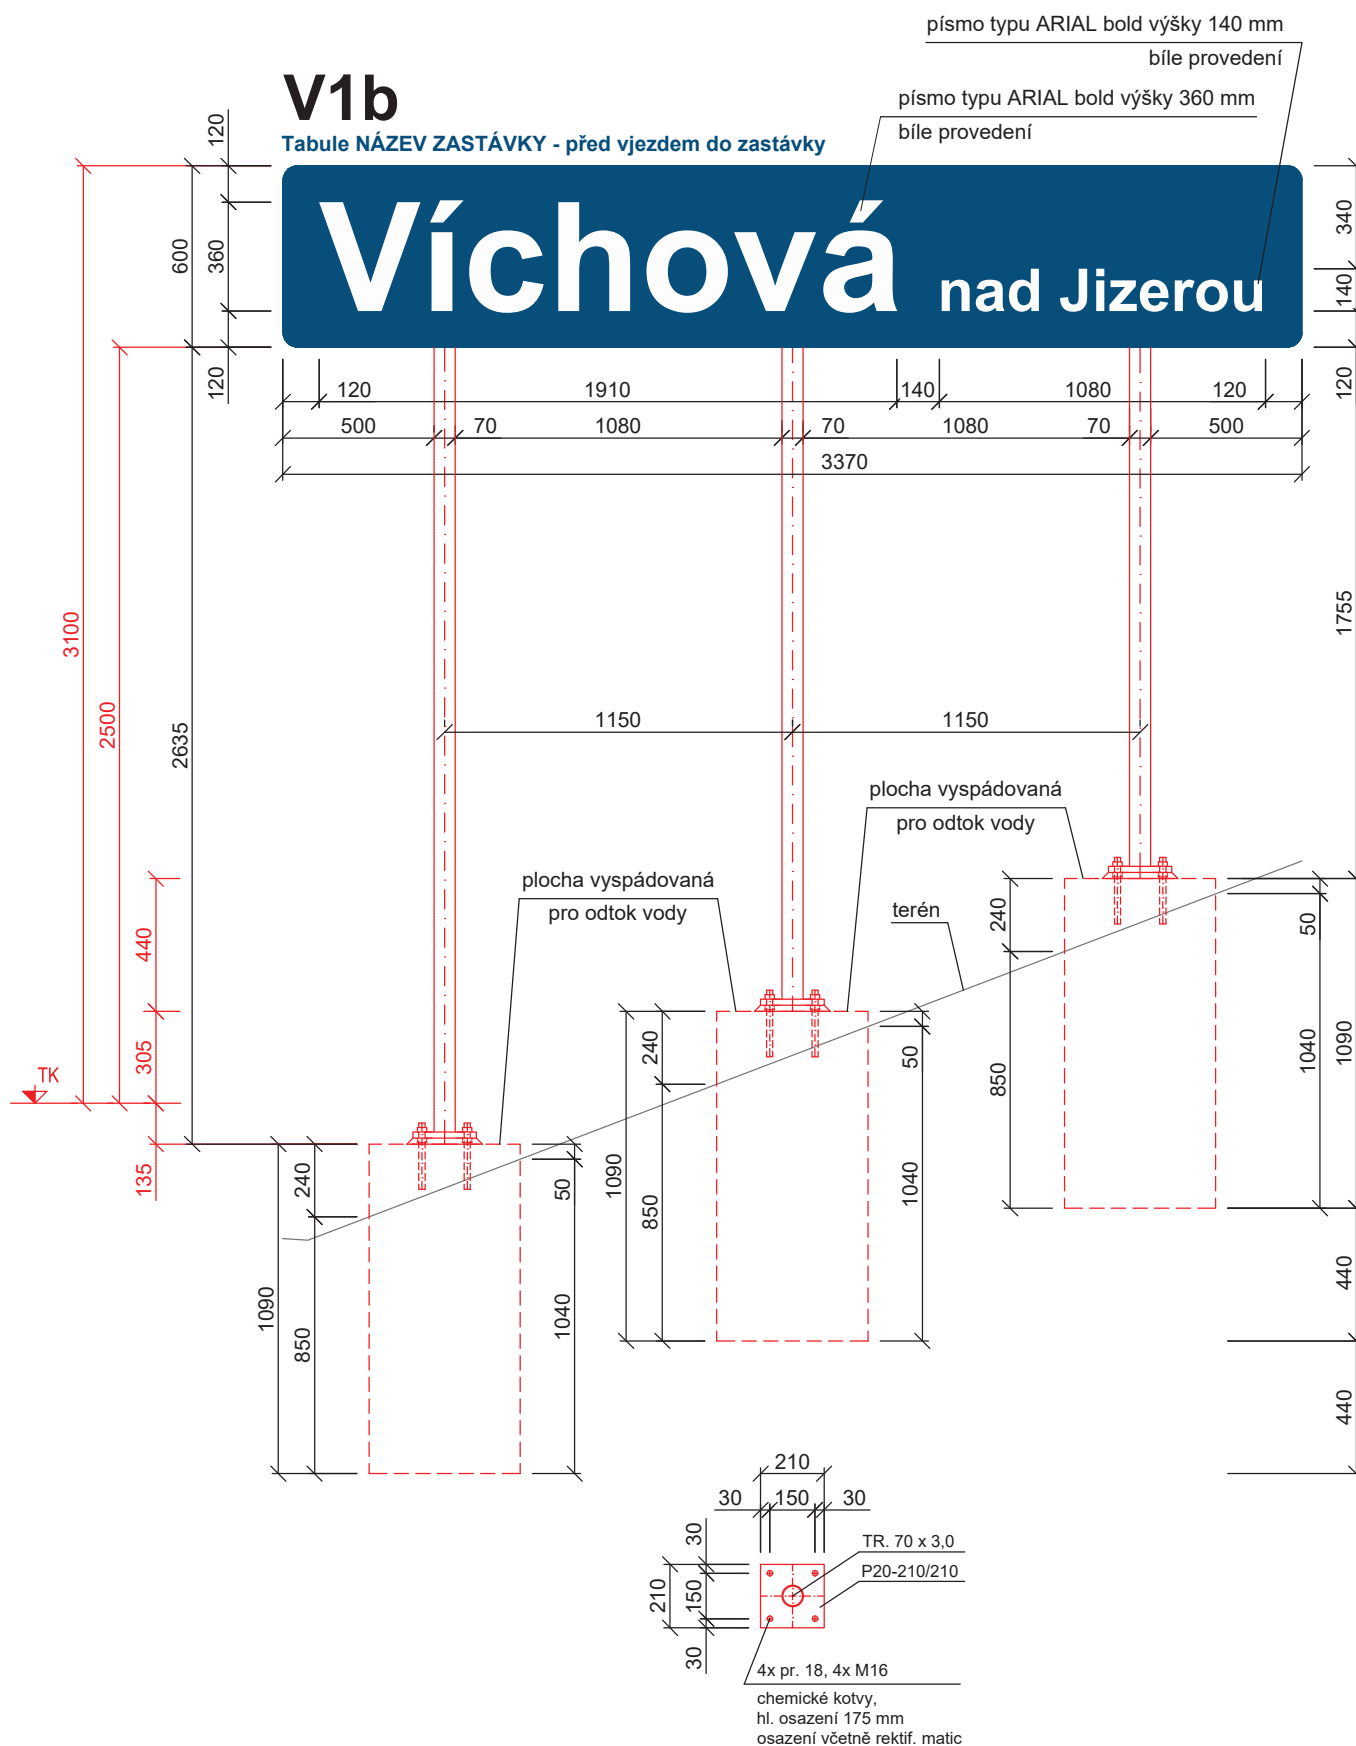 písmo typu ARIAL bold výšky 140 mm
bíle provedení
V1b
písmo typu ARIAL bold výšky 360 mm
bíle provedení
Tabule NÁZEV ZASTÁVKY - před vjezdem do zastávky
Víchová nad Jizerou
120
600
360
120
340
140
120
120 1910 140 1080 120
500 70 1080 70 1080 70 500
3370
3100
2500
2635
1755
1150 1150
plocha vyspádovaná
pro odtok vody
plocha vyspádovaná
pro odtok vody
terén
440
305
TK
135
240
850
1090
50
1040
240
850
1090
50
1040
240
850
50
1040
1090
440
440
210
30 150 30
30
150
210
30
TR. 70 x 3,0
P20-210/210
4x pr. 18, 4x M16
chemické kotvy,
hl. osazení 175 mm
osazení včetně rektif. matic